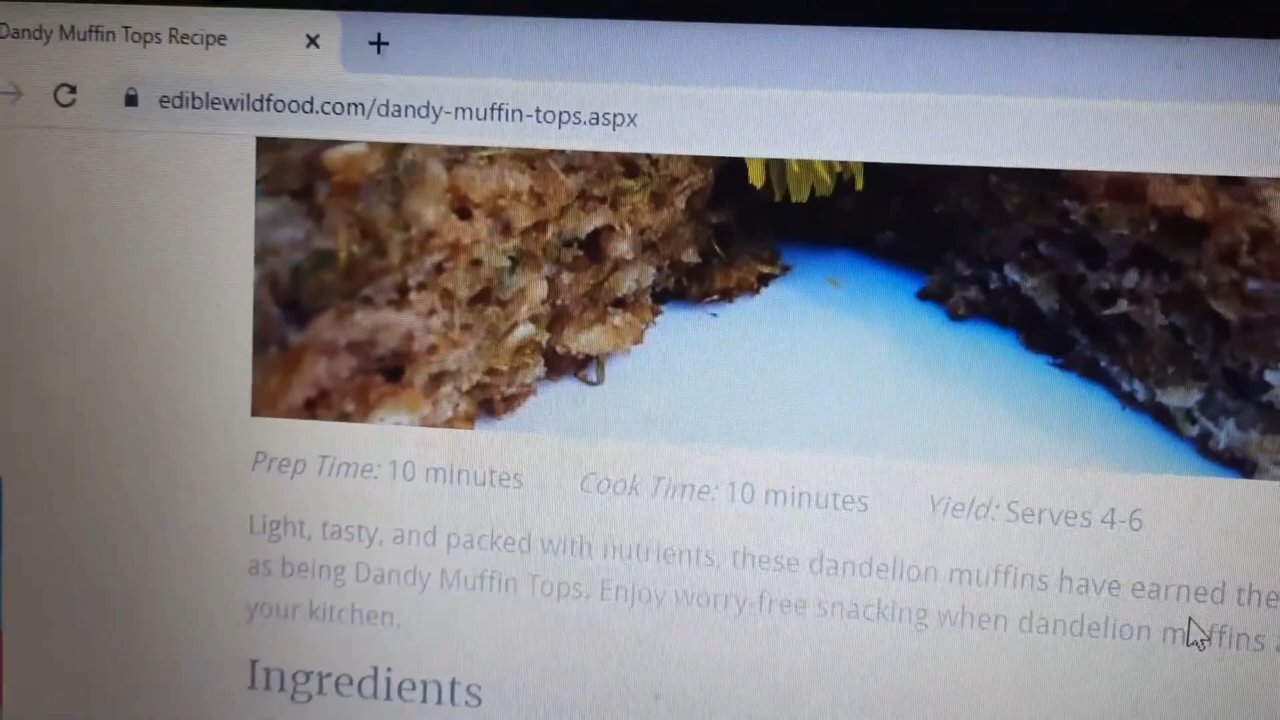 Dandy Muffin Tops Recipe
ediblewildfood.com/dandy-muffin-tops.aspx
Prep Time: 10 minutes Cook Time: 10 minutes Yield: Serves 4-6
Light, tasty, and packed with nutrients, these dandelion muffins have earned the
as being Dandy Muffin Tops. Enjoy worry-free snacking when dandelion muffins
your kitchen.
Ingredients